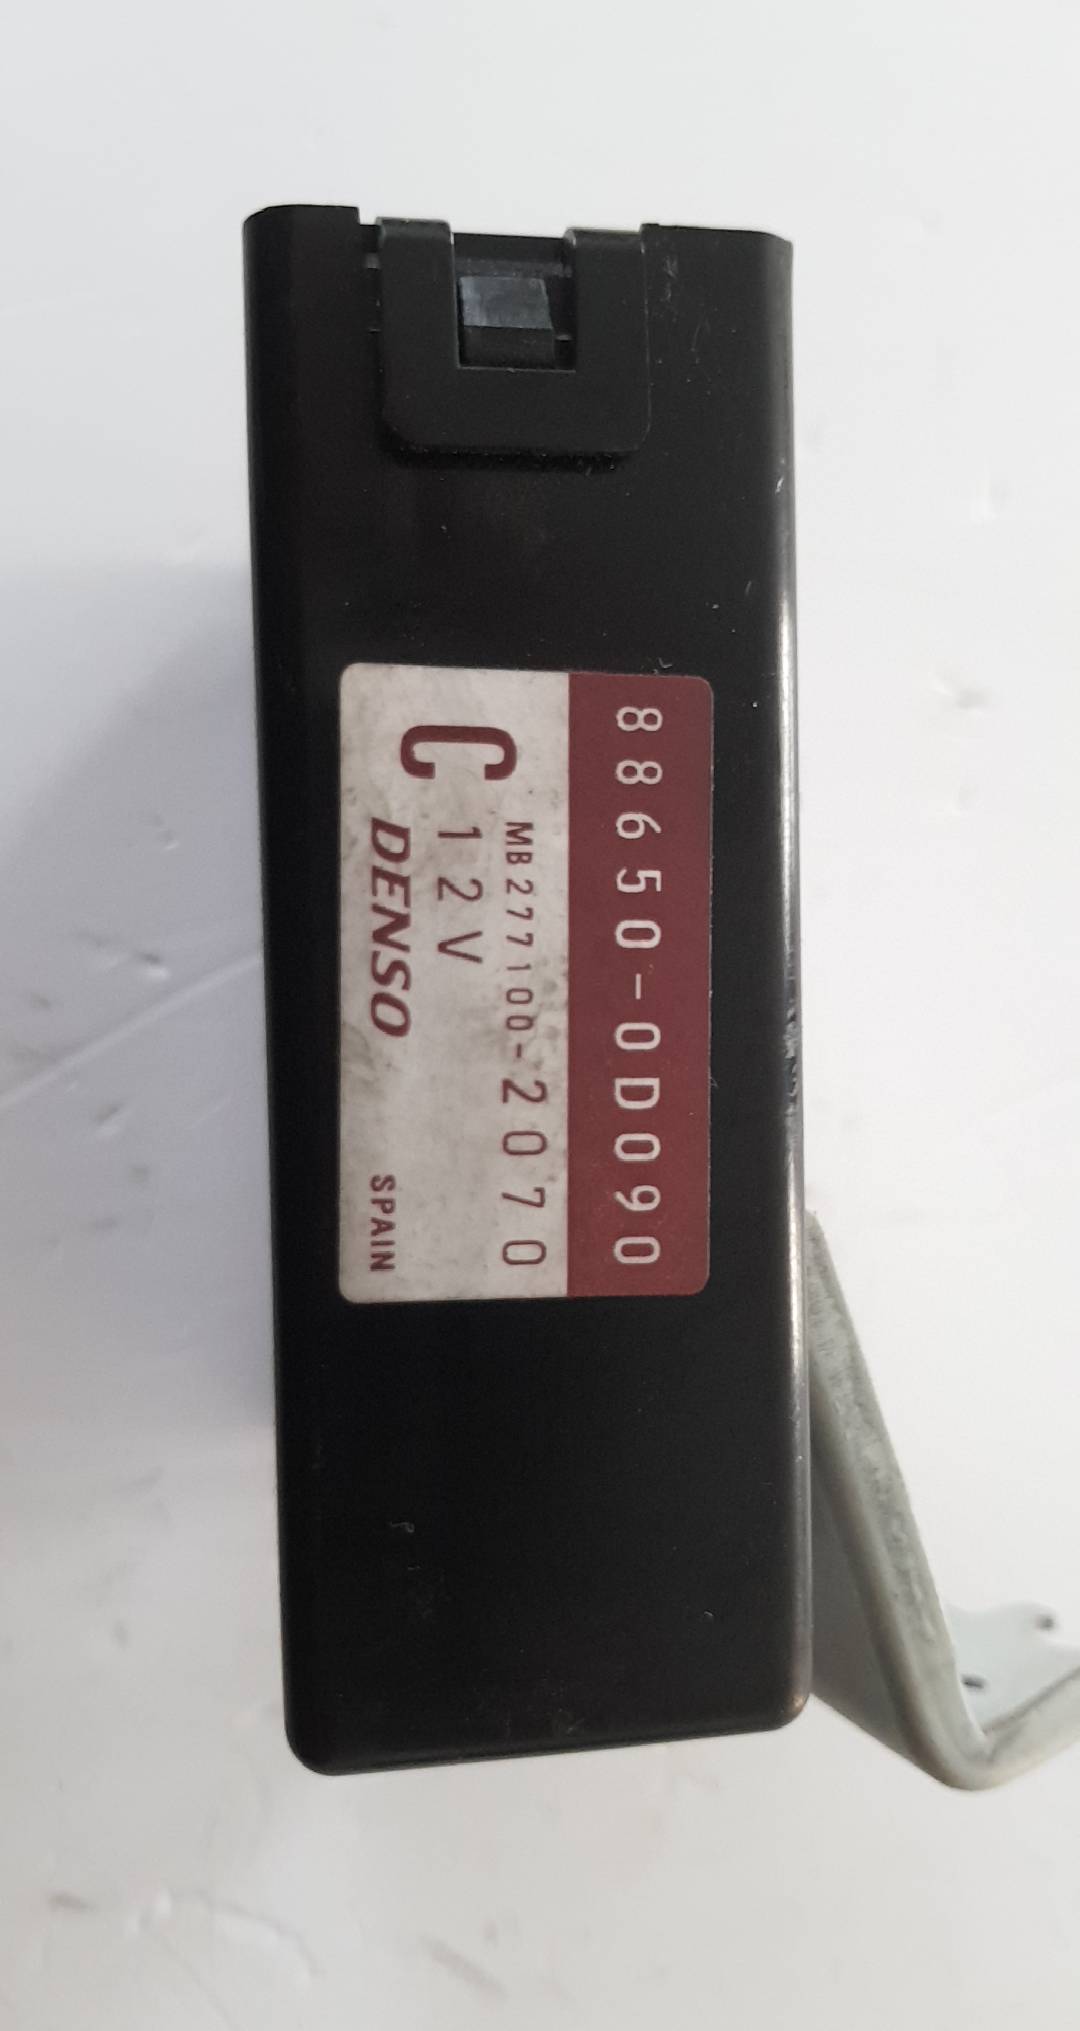 88650-0D090
MB277100-2070
C 12V
DENSO SPAIN